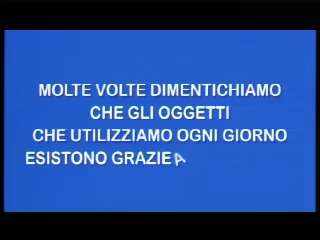 MOLTE VOLTE DIMENTICHIAMO
CHE GLI OGGETTI
CHE UTILIZZIAMO OGNI GIORNO
ESISTONO GRAZIE A